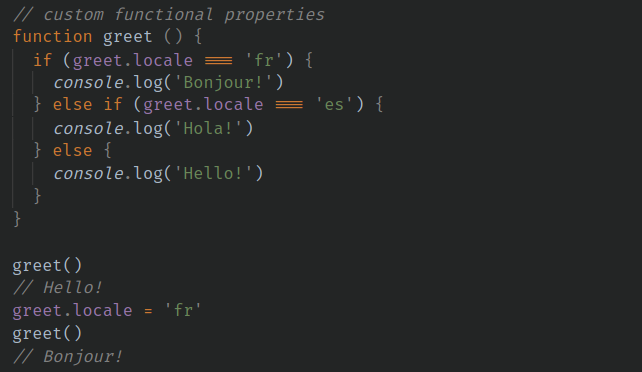 // custom functional properties
function greet () {
  if (greet.locale === 'fr') {
    console.log('Bonjour!')
  } else if (greet.locale === 'es') {
    console.log('Hola!')
  } else {
    console.log('Hello!')
  }
}
greet()
// Hello!
greet.locale = 'fr'
greet()
// Bonjour!